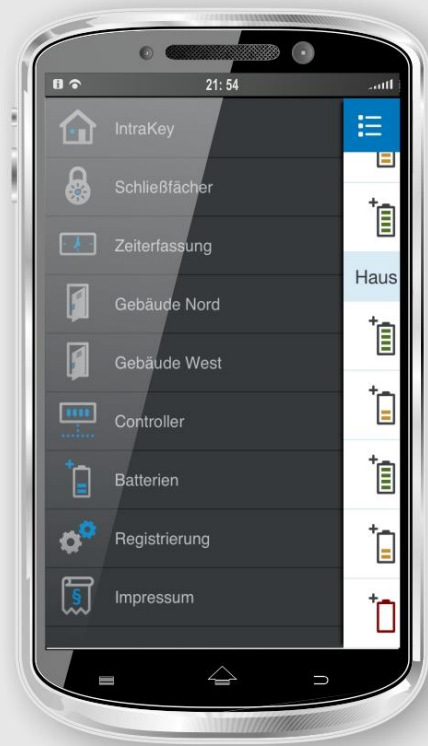 21: 54
IntraKey
Schließfächer
Zeiterfassung
Gebäude Nord
Haus
Gebäude West
Controller
Batterien
Registrierung
Impressum